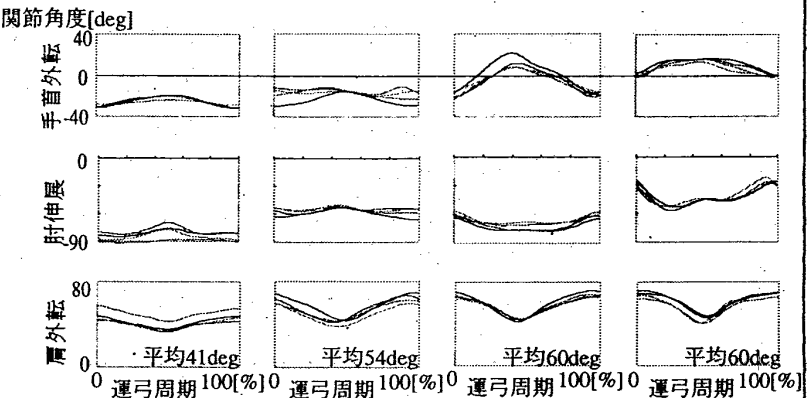 関節角度[deg]
手首外転
40
0
-40
肘伸展
0
-90
肩外転
80
0
平均41deg
平均54deg
平均60deg
平均60deg
0 運弓周期 100[%]
0 運弓周期 100[%]
0 運弓周期 100[%]
0 運弓周期 100[%]